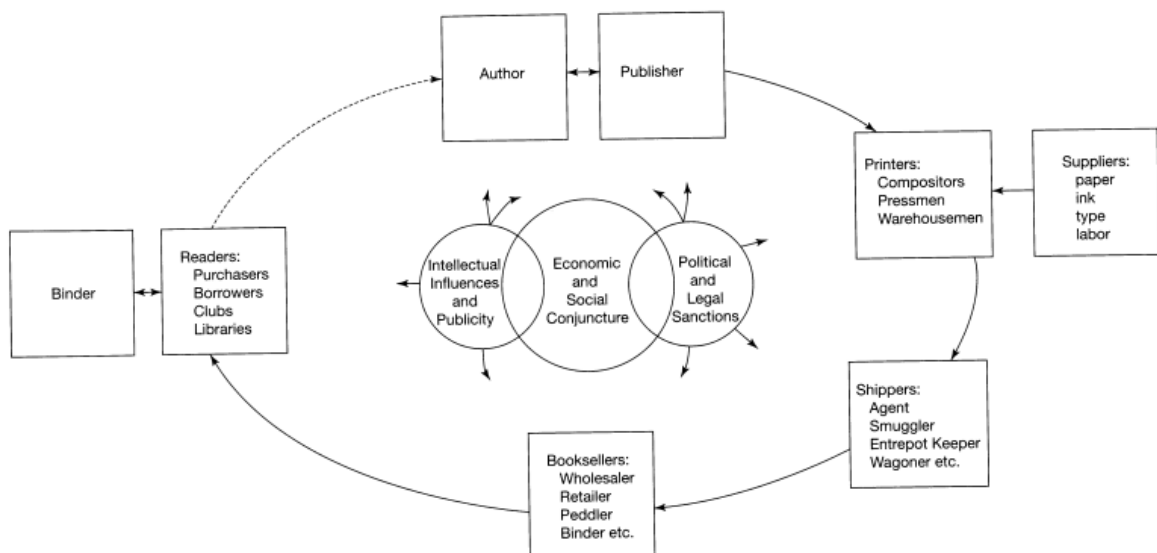 Author
Publisher
Printers:
Compositors
Pressmen
Warehousemen
Suppliers:
paper
ink
type
labor
Binder
Readers:
Purchasers
Borrowers
Clubs
Libraries
Intellectual
Influences
and
Publicity
Economic
and
Social
Conjuncture
Political
and
Legal
Sanctions
Shippers:
Agent
Smuggler
Entrepot Keeper
Wagoner etc.
Booksellers:
Wholesaler
Retailer
Peddler
Binder etc.